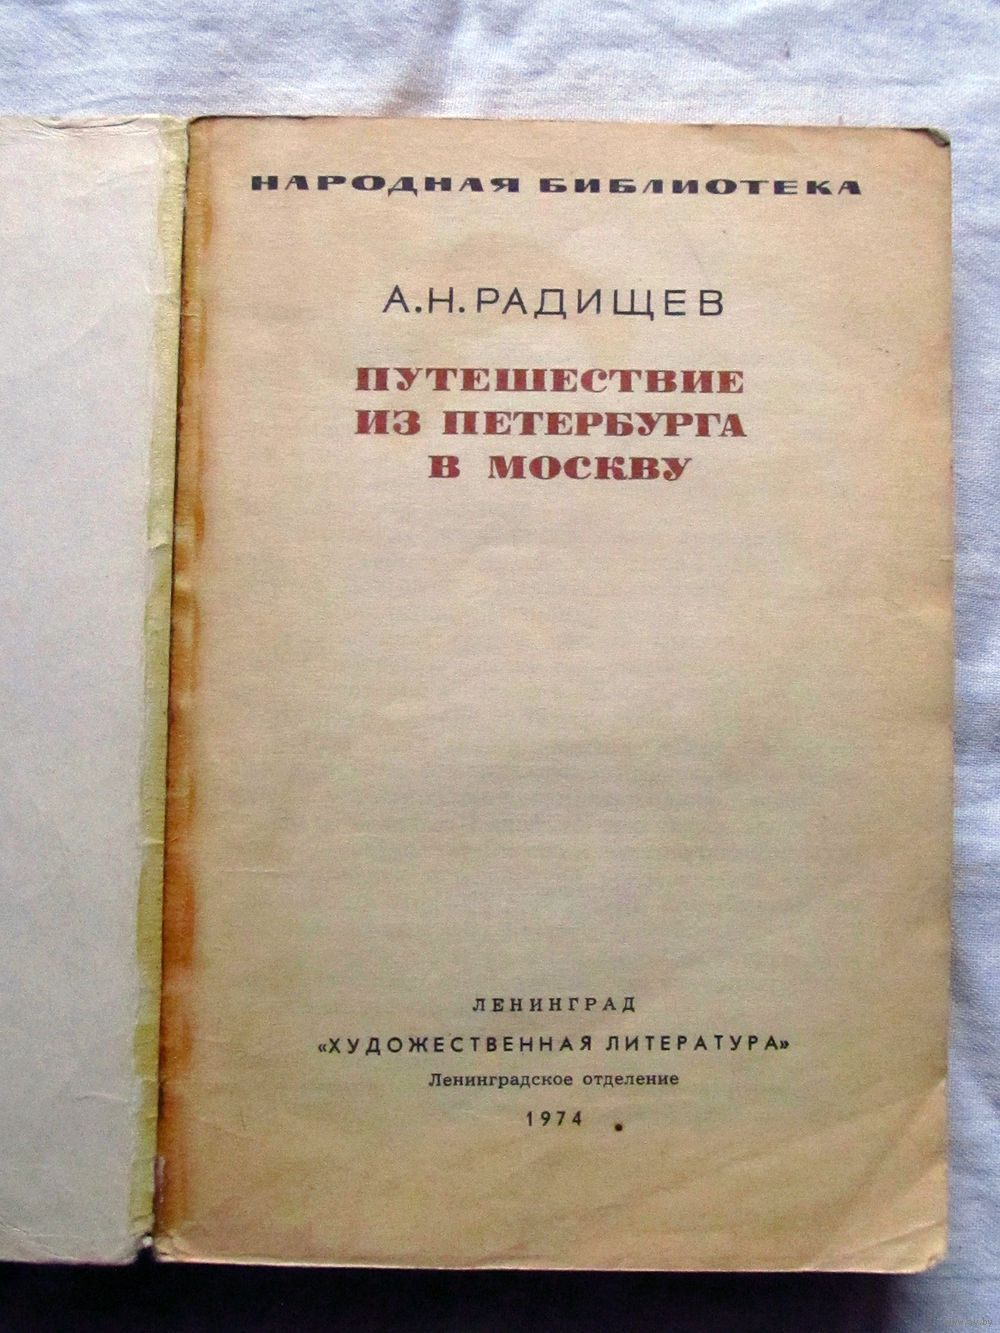 НАРОДНАЯ БИБЛИОТЕКА
А. Н. РАДИЩЕВ
ПУТЕШЕСТВИЕ
ИЗ ПЕТЕРБУРГА
В МОСКВУ
ЛЕНИНГРАД
«ХУДОЖЕСТВЕННАЯ ЛИТЕРАТУРА»
Ленинградское отделение
1974